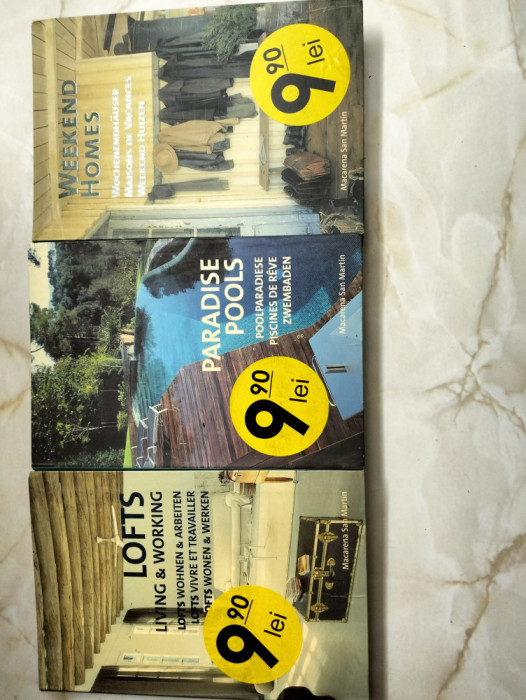 WEEKEND
HOMES
WOCHENENDHÄUSER
MAISONS DE VACANCES
WEEKEND HUIZEN
9 90
lei
Macarena San Martin
PARADISE
POOLS
POOLPARADIESE
PISCINES DE RÊVE
ZWEMBADEN
9 90
lei
Macarena San Martin
LOFTS
LIVING & WORKING
LOFTS WOHNEN & ARBEITEN
LOFTS VIVRE ET TRAVAILLER
LOFTS WONEN & WERKEN
9 90
lei
Macarena San Martin